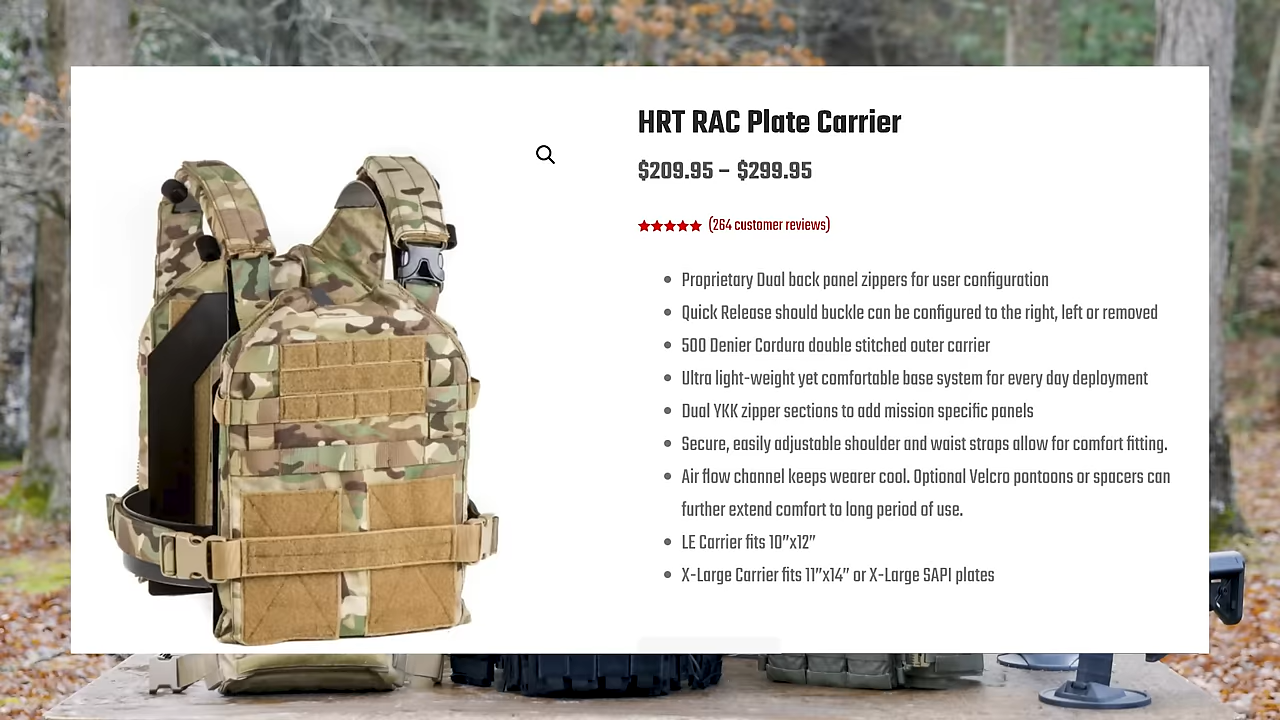 HRT RAC Plate Carrier
$209.95 – $299.95
(264 customer reviews)
Proprietary Dual back panel zippers for user configuration
Quick Release should buckle can be configured to the right, left or removed
500 Denier Cordura double stitched outer carrier
Ultra light-weight yet comfortable base system for every day deployment
Dual YKK zipper sections to add mission specific panels
Secure, easily adjustable shoulder and waist straps allow for comfort fitting.
Air flow channel keeps wearer cool. Optional Velcro pontoons or spacers can
further extend comfort to long period of use.
LE Carrier fits 10”x12”
X-Large Carrier fits 11”x14” or X-Large SAPI plates